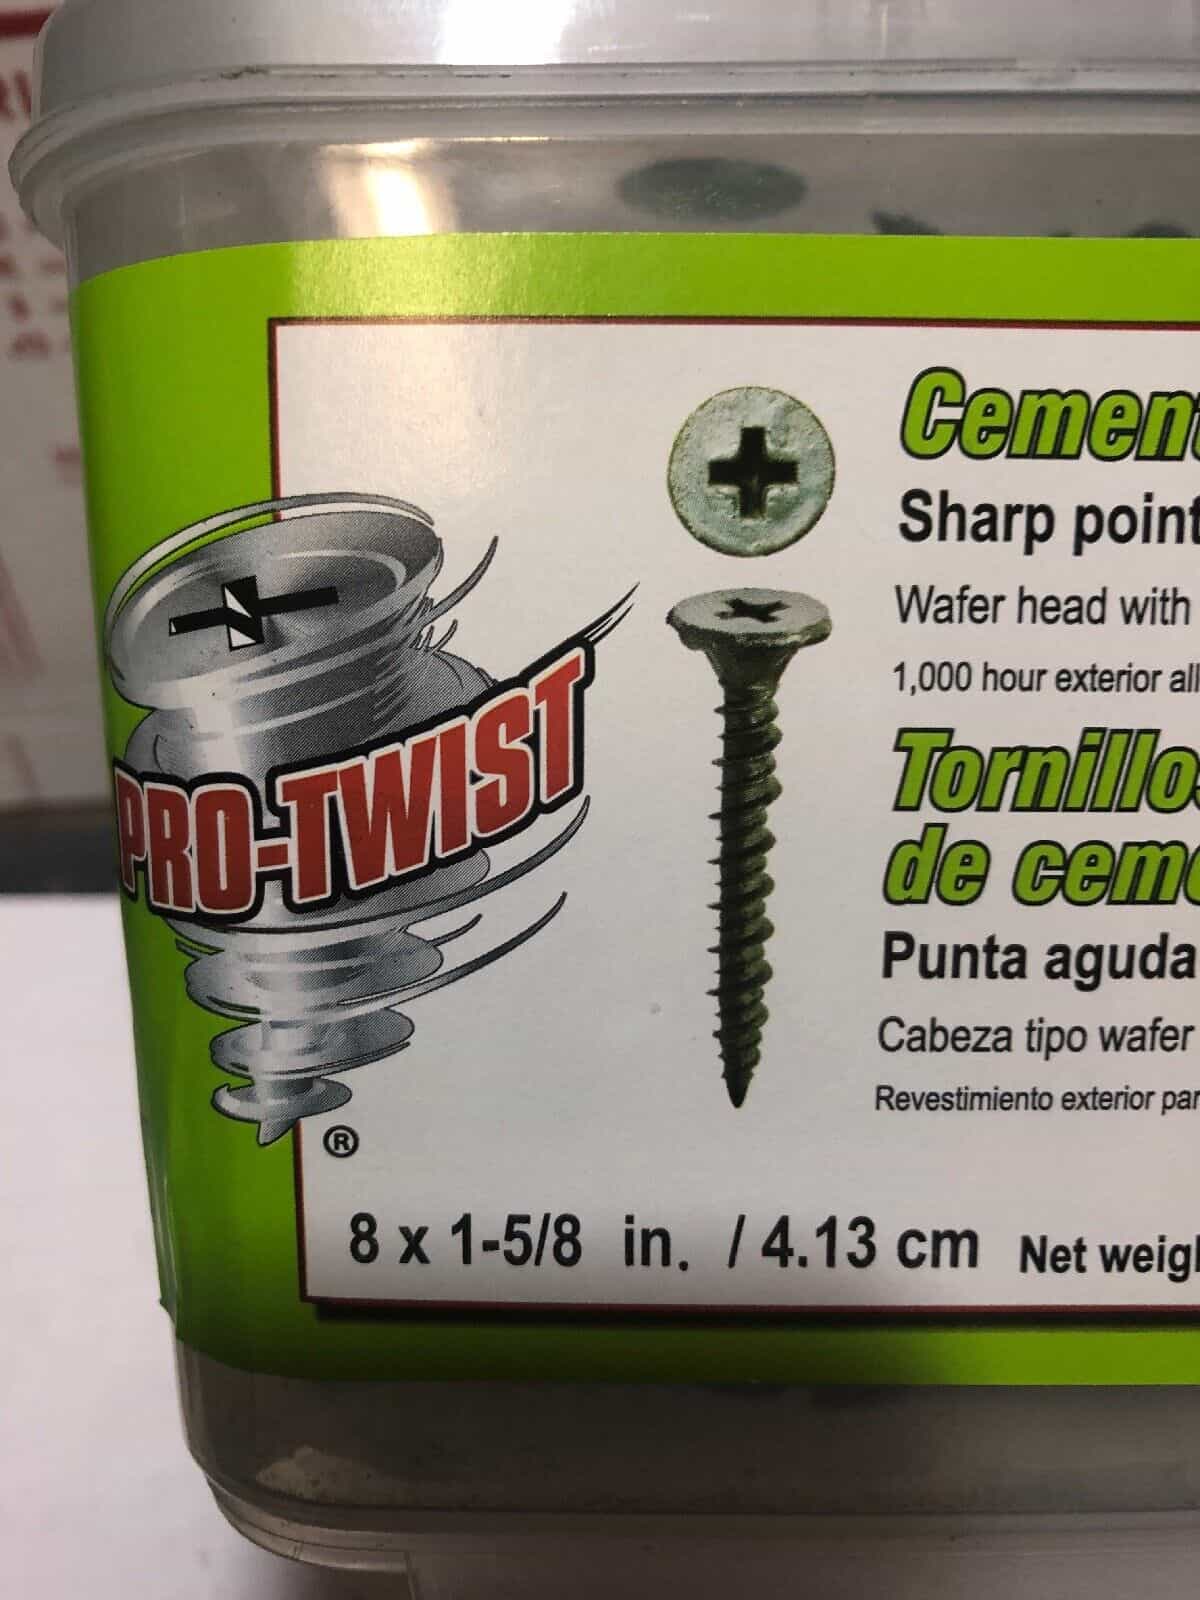 PRO-TWIST
®
Cement
Sharp point
Wafer head with
1,000 hour exterior all
Tornillos
de ceme
Punta aguda
Cabeza tipo wafer
Revestimiento exterior par
8 x 1-5/8 in. / 4.13 cm Net weigh